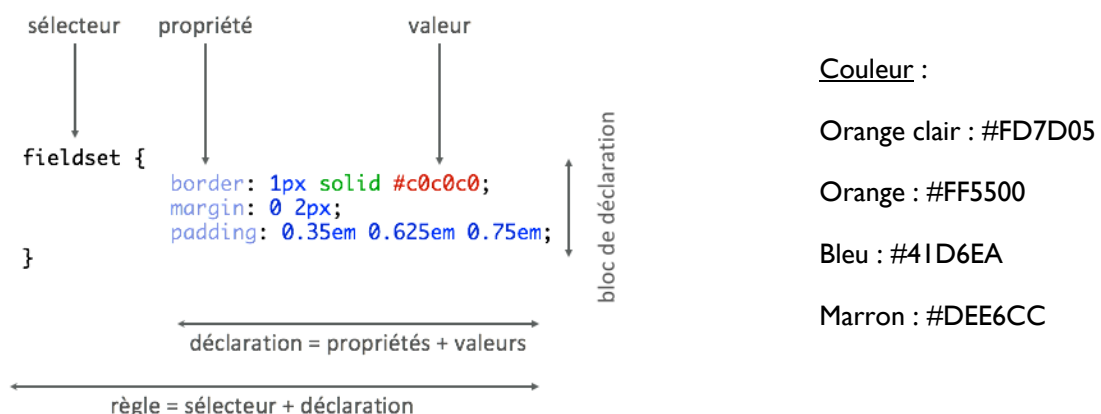 sélecteur propriété valeur
fieldset {
border: 1px solid #c0c0c0;
margin: 0 2px;
padding: 0.35em 0.625em 0.75em;
}
bloc de déclaration
déclaration = propriétés + valeurs
règle = sélecteur + déclaration
Couleur :
Orange clair : #FD7D05
Orange : #FF5500
Bleu : #41D6EA
Marron : #DEE6CC